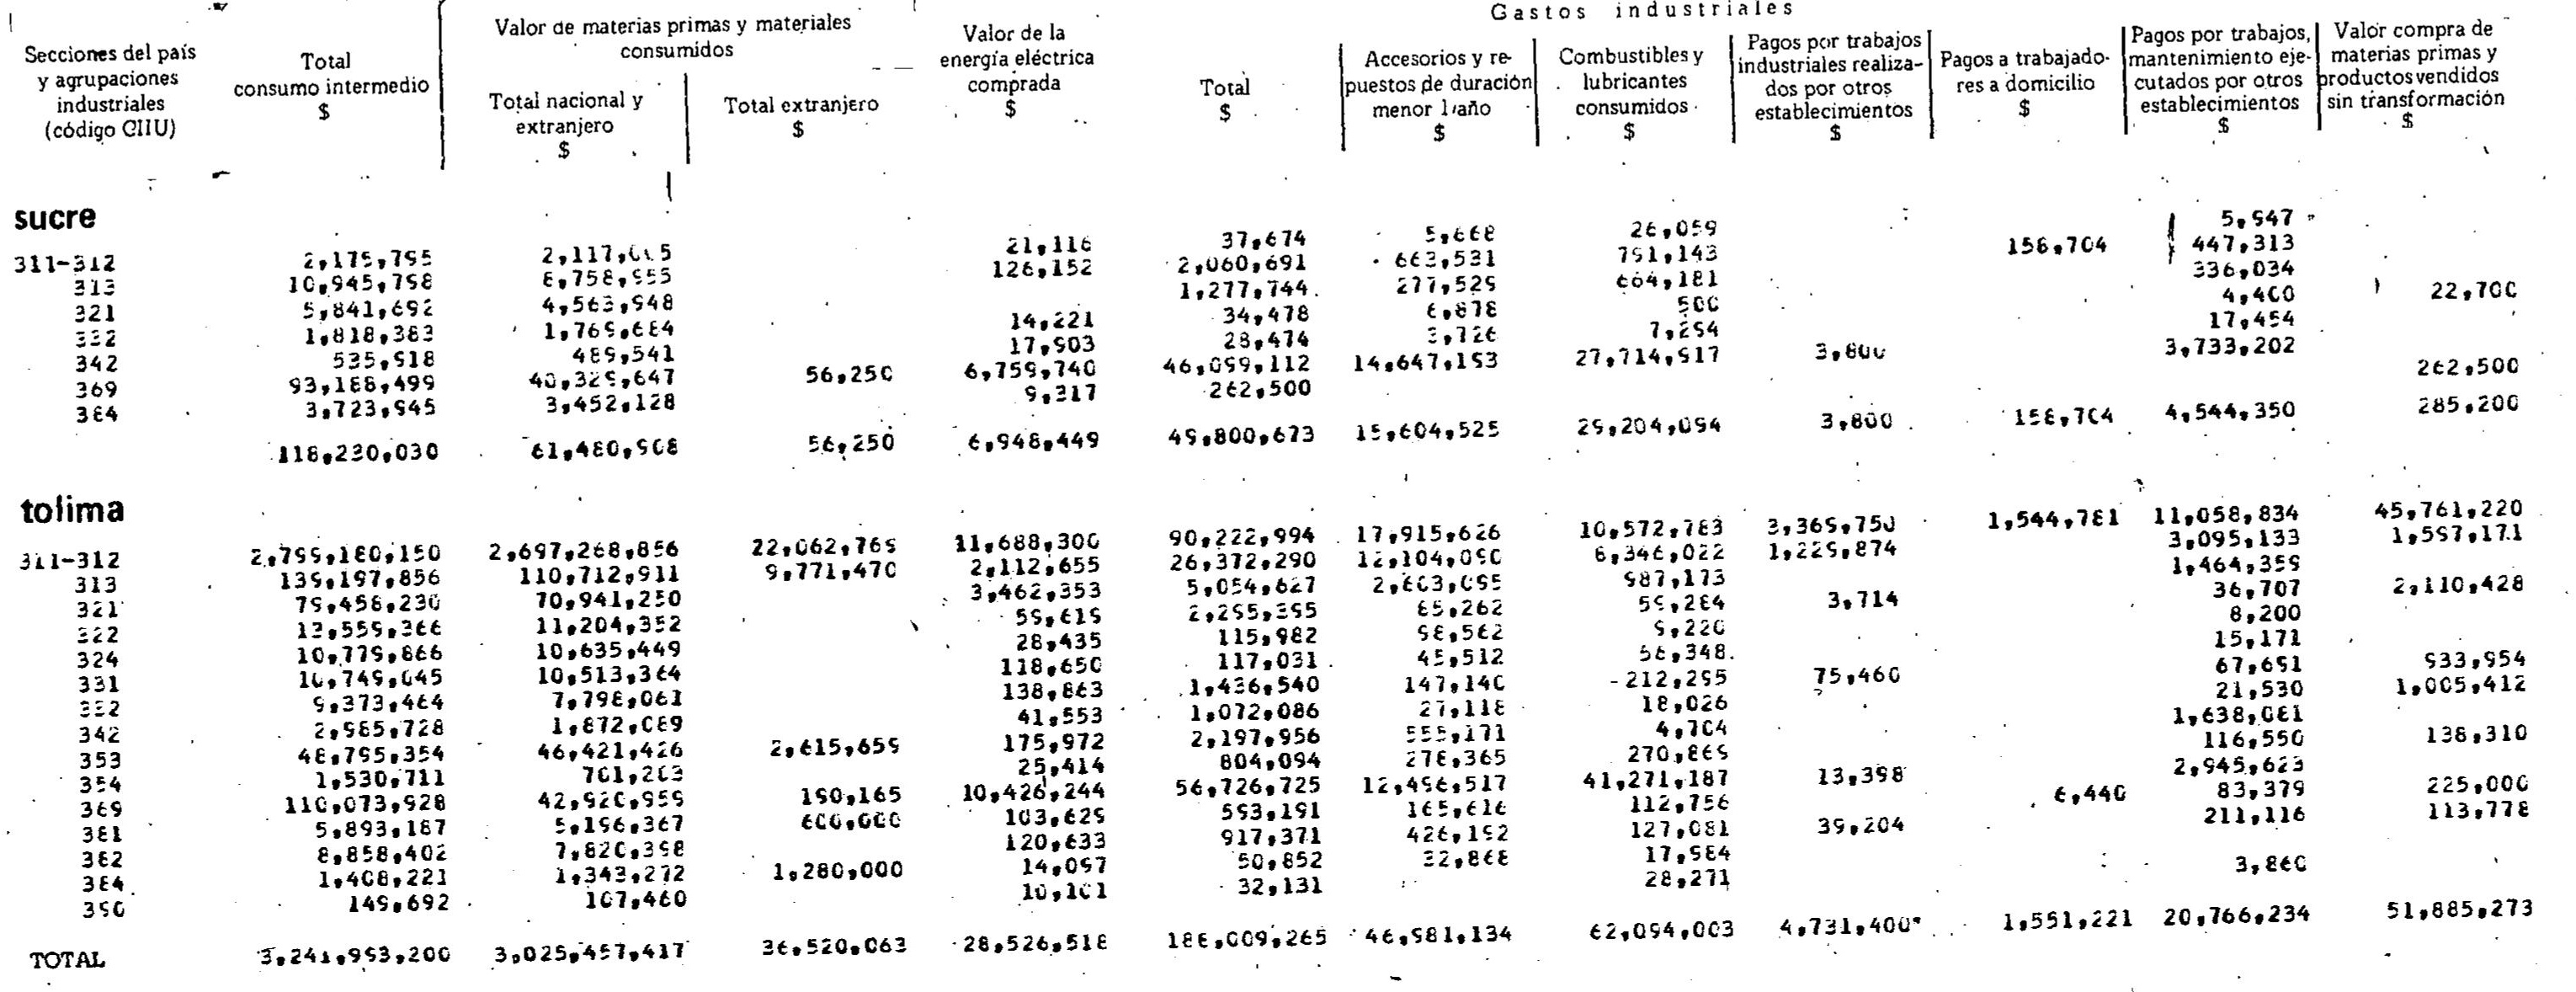 Gastos industriales
Secciones del país y agrupaciones industriales (código CIIU)
Total consumo intermedio $
Valor de materias primas y materiales consumidos
Total nacional y extranjero $
Total extranjero $
Valor de la energía eléctrica comprada $
Total $
Accesorios y repuestos de duración menor 1 año $
Combustibles y lubricantes consumidos $
Pagos por trabajos industriales realizados por otros establecimientos $
Pagos a trabajadores a domicilio $
Pagos por trabajos, mantenimiento ejecutados por otros establecimientos $
Valor compra de materias primas y productos vendidos sin transformación $
sucre
311-312 2,175,795 2,117,005 21,116 37,674 5,668 26,059 5,947
313 10,945,798 8,758,955 126,152 2,060,691 663,531 791,143 158,704 447,313
321 5,841,692 4,563,948 1,277,744 277,529 664,181 336,034
332 1,818,383 1,769,684 14,221 34,478 6,878 500 4,400 22,700
342 535,918 489,541 17,903 28,474 3,726 7,294 17,454
369 93,188,499 40,329,647 56,250 6,759,740 46,099,112 14,647,193 27,714,917 3,800 3,733,202
384 3,723,945 3,452,128 9,317 262,500 262,500
118,230,030 61,480,908 56,250 6,948,449 49,800,673 15,604,525 29,204,094 3,800 158,704 4,544,350 285,200
tolima
311-312 2,799,180,150 2,697,268,856 22,062,769 11,688,300 90,222,994 17,915,626 10,572,783 3,369,750 1,544,781 11,058,834 45,761,220
313 139,197,856 110,712,911 9,771,470 2,112,655 26,372,290 12,104,090 8,346,022 1,229,874 3,095,133 1,597,171
321 79,458,230 70,941,250 3,462,353 5,054,627 2,603,095 987,173 1,464,359
322 13,559,366 11,204,352 59,619 2,295,395 85,262 59,284 3,714 36,707 2,110,428
324 10,779,866 10,635,449 28,435 115,982 98,562 9,220 8,200
331 10,749,045 10,513,364 118,650 117,031 45,512 56,348 15,171
332 9,373,464 7,798,061 138,863 1,436,540 147,140 212,295 75,460 67,691 933,954
342 2,985,728 1,872,089 41,553 1,072,086 27,118 18,026 21,530 1,005,412
353 48,795,354 46,421,426 2,615,659 175,972 2,197,956 555,171 4,704 1,638,081
354 1,530,711 701,203 25,414 804,094 278,365 270,869 116,550 138,310
369 110,073,928 42,920,959 190,165 10,426,244 56,726,725 12,496,517 41,271,187 13,398 2,945,623
381 5,893,187 5,196,367 600,000 103,629 593,191 165,616 112,756 6,440 83,379 225,000
382 8,858,402 7,820,398 120,633 917,371 426,192 127,081 39,204 211,116 113,778
384 1,408,221 1,343,272 1,280,000 14,097 50,852 32,868 17,984
390 149,692 107,460 10,101 32,131 28,271 3,860
TOTAL 3,241,993,200 3,025,457,417 36,520,063 28,526,518 188,009,265 46,981,134 62,094,003 4,731,400 1,551,221 20,766,234 51,885,273